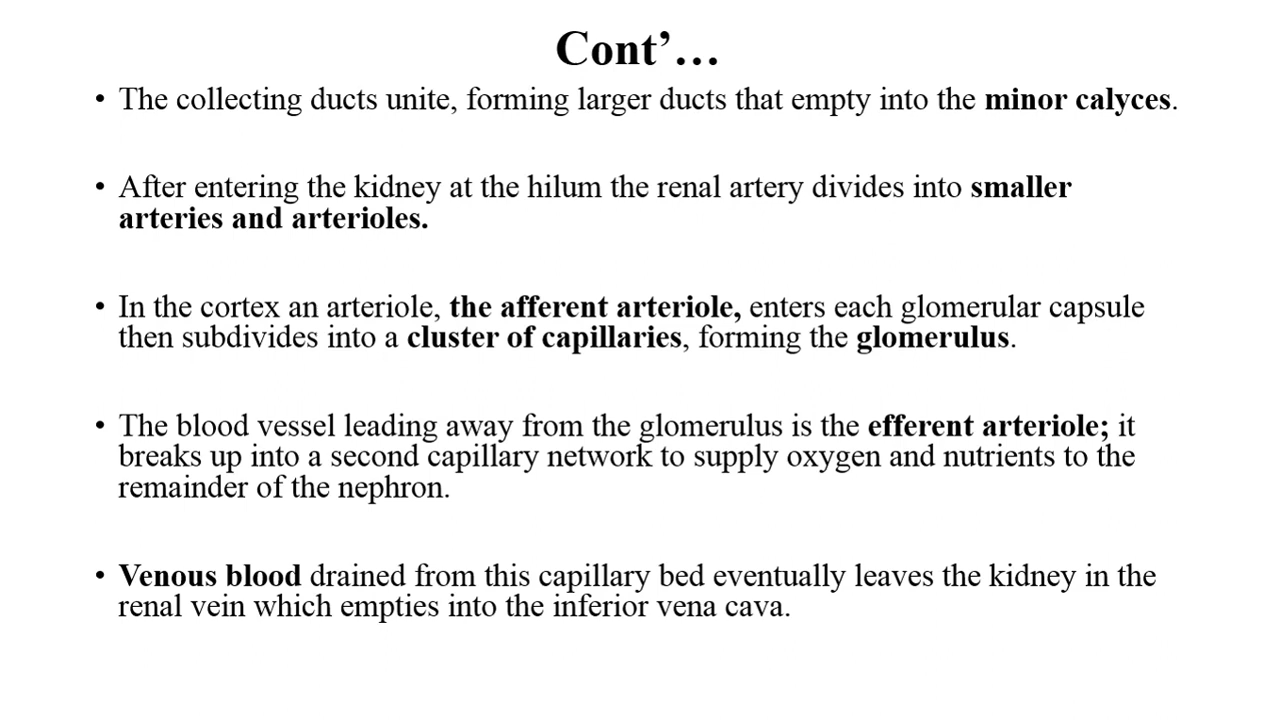 Cont’…
• The collecting ducts unite, forming larger ducts that empty into the minor calyces.
• After entering the kidney at the hilum the renal artery divides into smaller
arteries and arterioles.
• In the cortex an arteriole, the afferent arteriole, enters each glomerular capsule
then subdivides into a cluster of capillaries, forming the glomerulus.
• The blood vessel leading away from the glomerulus is the efferent arteriole; it
breaks up into a second capillary network to supply oxygen and nutrients to the
remainder of the nephron.
• Venous blood drained from this capillary bed eventually leaves the kidney in the
renal vein which empties into the inferior vena cava.